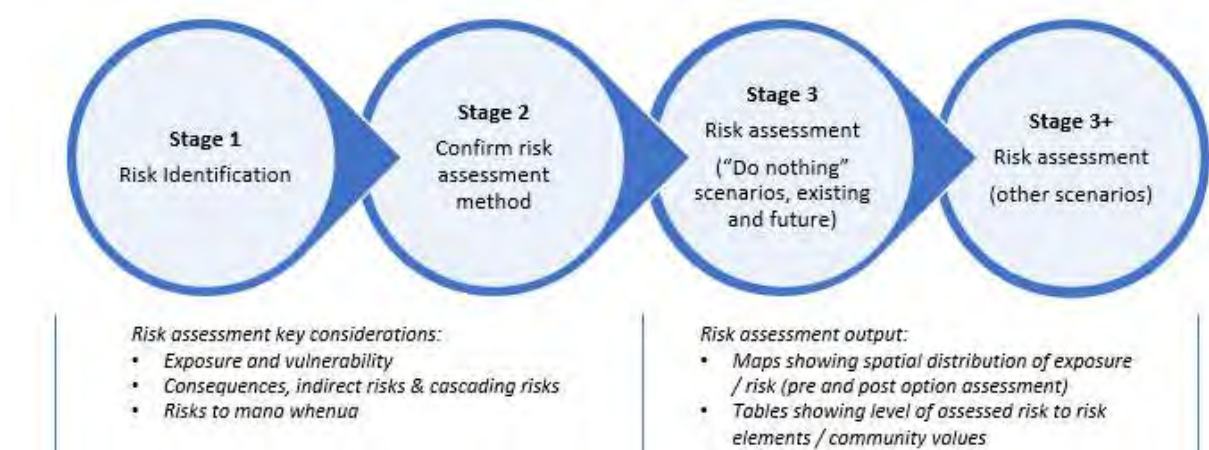 Stage 1
Risk Identification
Stage 2
Confirm risk
assessment
method
Stage 3
Risk assessment
("Do nothing"
scenarios, existing
and future)
Stage 3+
Risk assessment
(other scenarios)
Risk assessment key considerations:
• Exposure and vulnerability
• Consequences, indirect risks & cascading risks
• Risks to mana whenua
Risk assessment output:
• Maps showing spatial distribution of exposure
/ risk (pre and post option assessment)
• Tables showing level of assessed risk to risk
elements / community values